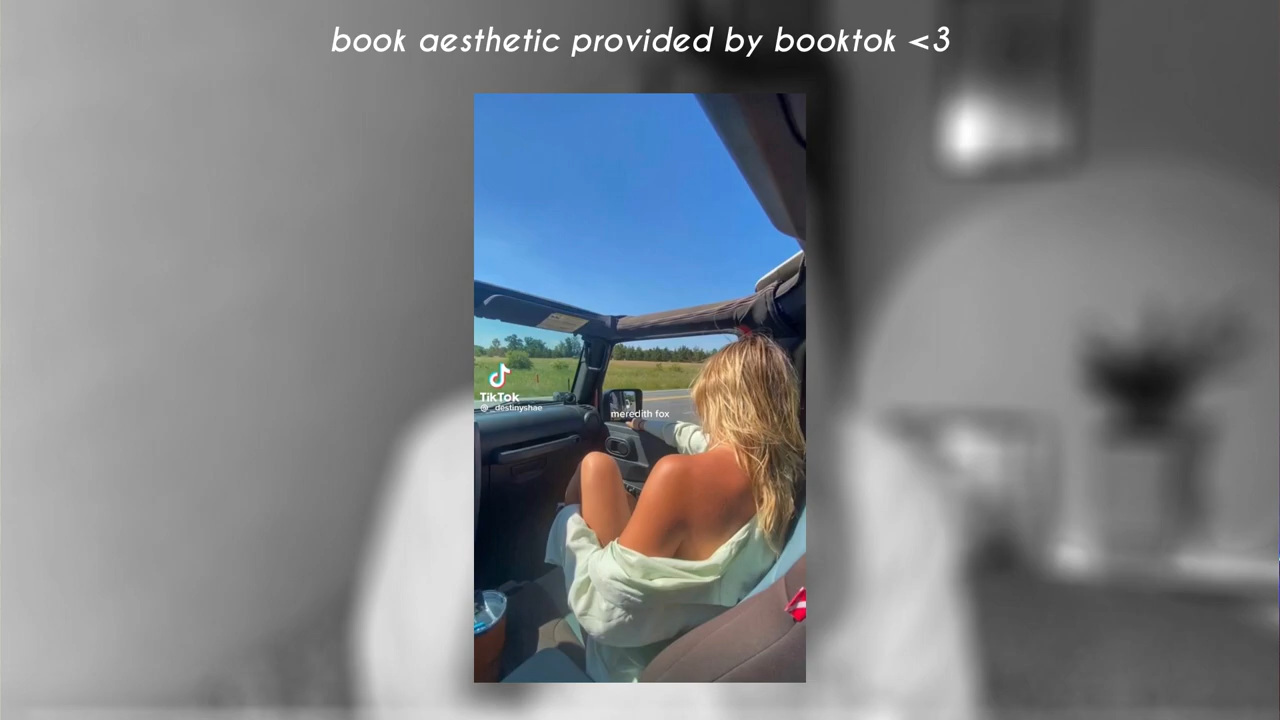 book aesthetic provided by booktok <3
TikTok
@_destinyshae
meredith fox